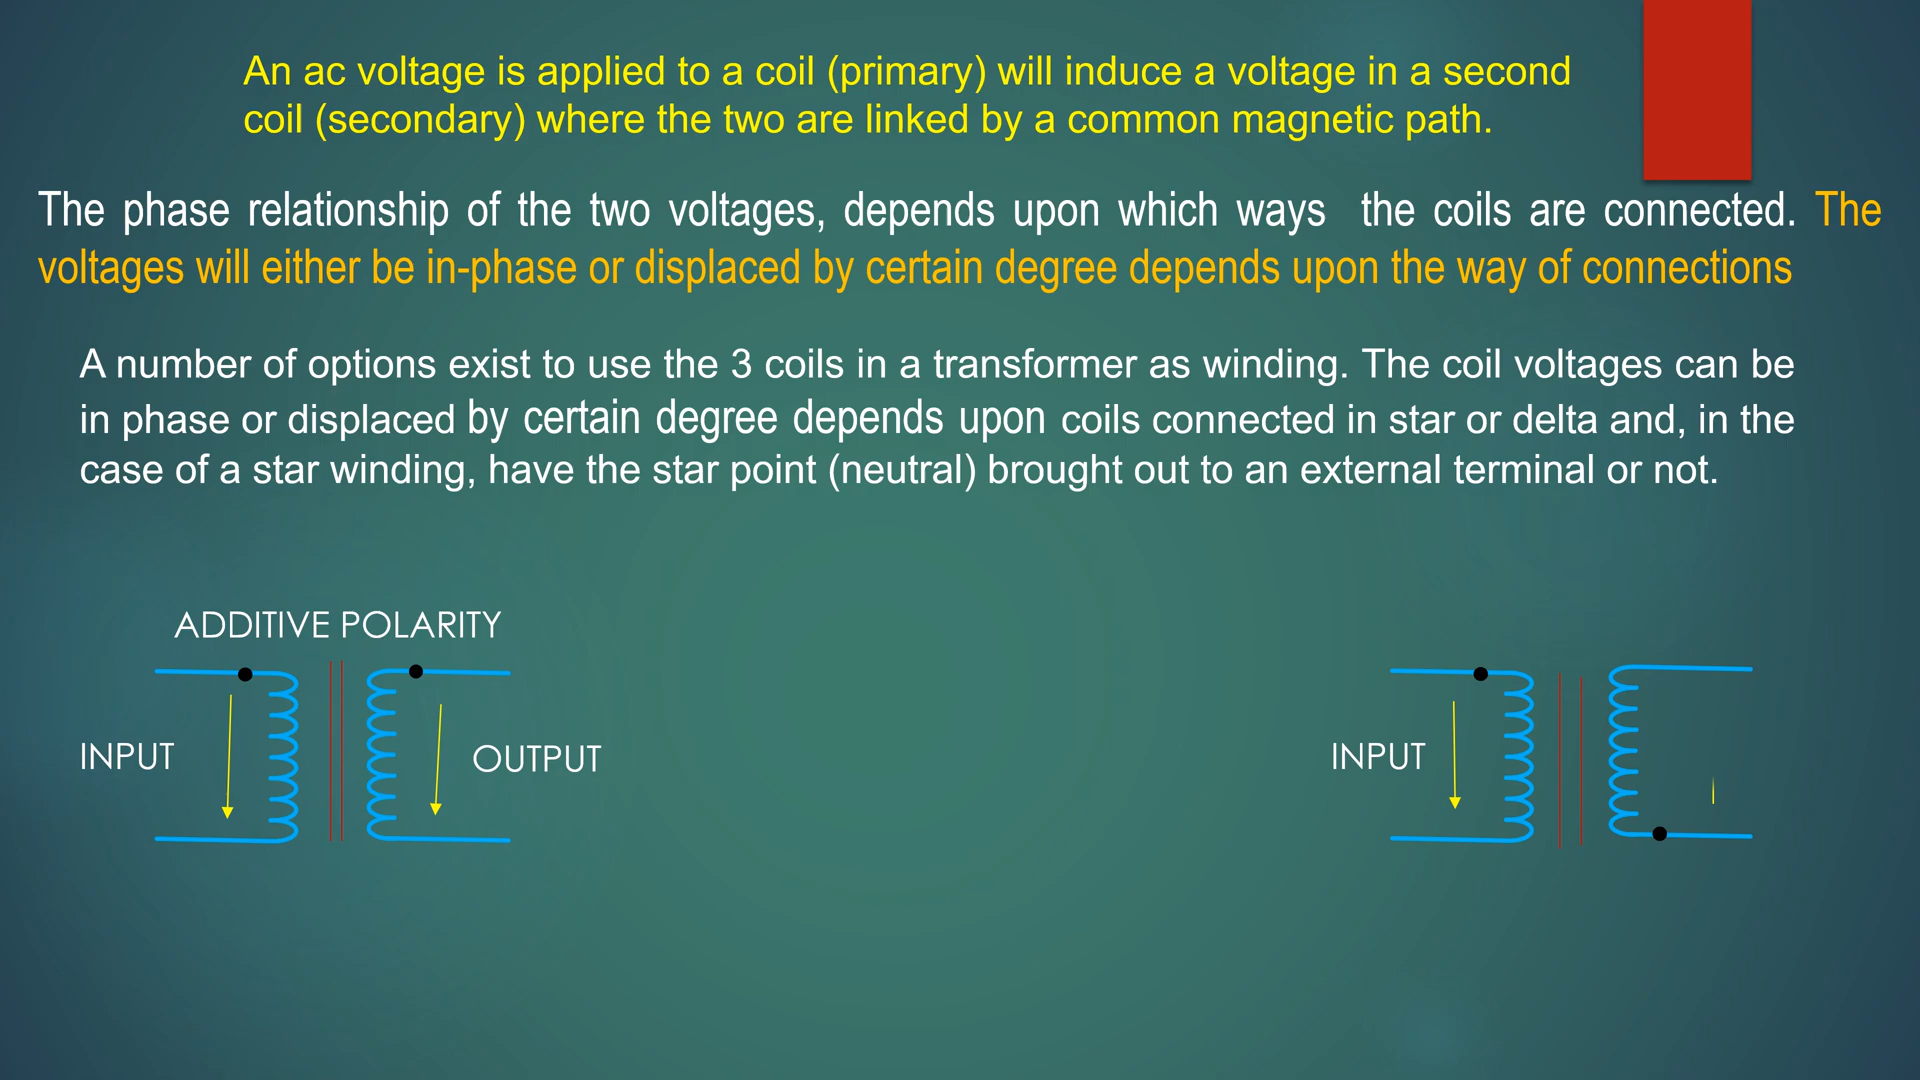 An ac voltage is applied to a coil (primary) will induce a voltage in a second
coil (secondary) where the two are linked by a common magnetic path.
The phase relationship of the two voltages, depends upon which ways the coils are connected. The
voltages will either be in-phase or displaced by certain degree depends upon the way of connections
A number of options exist to use the 3 coils in a transformer as winding. The coil voltages can be
in phase or displaced by certain degree depends upon coils connected in star or delta and, in the
case of a star winding, have the star point (neutral) brought out to an external terminal or not.
ADDITIVE POLARITY
INPUT
OUTPUT
INPUT